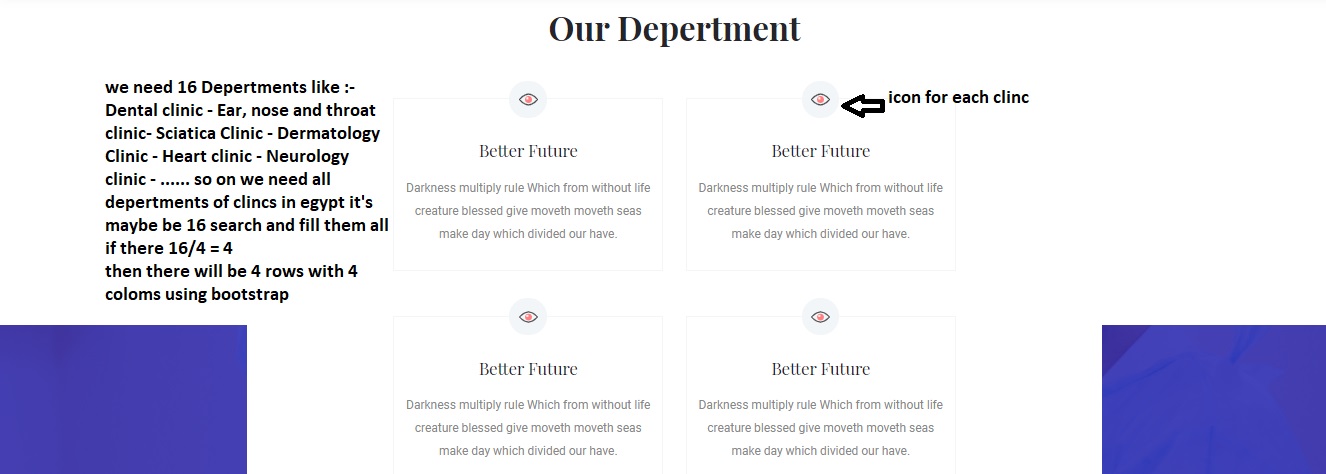 Our Depertment
we need 16 Depertments like :-
Dental clinic - Ear, nose and throat
clinic- Sciatica Clinic - Dermatology
Clinic - Heart clinic - Neurology
clinic - ...... so on we need all
depertments of clincs in egypt it's
maybe be 16 search and fill them all
if there 16/4 = 4
then there will be 4 rows with 4
coloms using bootstrap
icon for each clinc
Better Future
Darkness multiply rule Which from without life
creature blessed give moveth moveth seas
make day which divided our have.
Better Future
Darkness multiply rule Which from without life
creature blessed give moveth moveth seas
make day which divided our have.
Better Future
Darkness multiply rule Which from without life
creature blessed give moveth moveth seas
make day which divided our have.
Better Future
Darkness multiply rule Which from without life
creature blessed give moveth moveth seas
make day which divided our have.